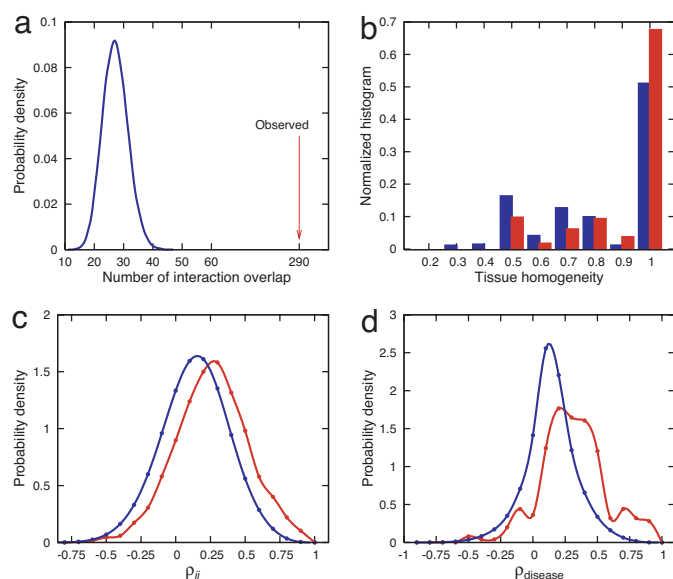 a
0.1
0.08
0.06
0.04
0.02
0
Probability density
Observed
10 20 30 40 50 60 290
Number of interaction overlap
b
0.7
0.6
0.5
0.4
0.3
0.2
0.1
0
Normalized histogram
0.2 0.3 0.4 0.5 0.6 0.7 0.8 0.9 1
Tissue homogeneity
c
2
1.5
1
0.5
0
Probability density
-0.75 -0.5 -0.25 0 0.25 0.5 0.75 1
ρij
d
3
2.5
2
1.5
1
0.5
0
Probability density
-1 -0.75 -0.5 -0.25 0 0.25 0.5 0.75 1
ρdisease